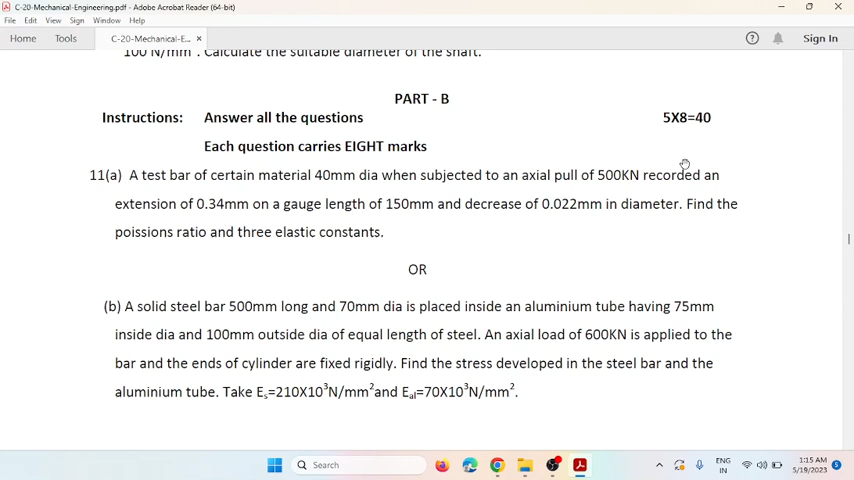 C-20-Mechanical-Engineering.pdf - Adobe Acrobat Reader (64-bit)
File Edit View Sign Window Help
Home Tools C-20-Mechanical-E... × Sign In
100 N/mm². Calculate the suitable diameter of the shaft.
PART - B
Instructions: Answer all the questions 5X8=40
Each question carries EIGHT marks
11(a) A test bar of certain material 40mm dia when subjected to an axial pull of 500KN recorded an
extension of 0.34mm on a gauge length of 150mm and decrease of 0.022mm in diameter. Find the
poissions ratio and three elastic constants.
OR
(b) A solid steel bar 500mm long and 70mm dia is placed inside an aluminium tube having 75mm
inside dia and 100mm outside dia of equal length of steel. An axial load of 600KN is applied to the
bar and the ends of cylinder are fixed rigidly. Find the stress developed in the steel bar and the
aluminium tube. Take Es=210X10³N/mm²and Eal=70X10³N/mm².
Search
ENG
IN
1:15 AM
5/19/2023
5